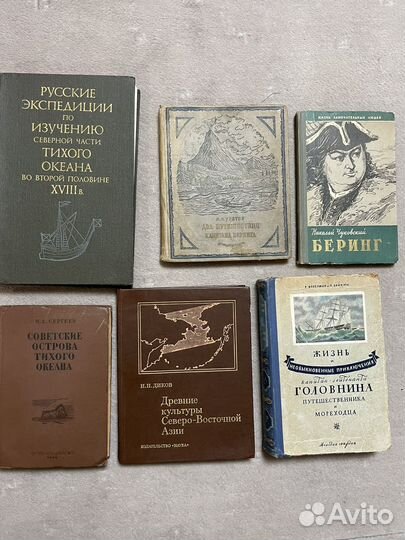 РУССКИЕ
ЭКСПЕДИЦИИ
ПО
ИЗУЧЕНИЮ
СЕВЕРНОЙ ЧАСТИ
ТИХОГО
ОКЕАНА
ВО ВТОРОЙ ПОЛОВИНЕ
XVIII В.
ДВА ПУТЕШЕСТВИЯ
КАПИТАНА БЕРИНГА
ЖИЗНЬ ЗАМЕЧАТЕЛЬНЫХ ЛЮДЕЙ
Николай Чуковский
БЕРИНГ
СОВЕТСКИЕ
ОСТРОВА
ТИХОГО
ОКЕАНА
Н.Н. ДИКОВ
Древние
культуры
Северо-Восточной
Азии
ИЗДАТЕЛЬСТВО «НАУКА»
ЖИЗНЬ
И
НЕОБЫКНОВЕННЫЕ ПРИКЛЮЧЕНИЯ
капитан-лейтенанта
ГОЛОВНИНА
ПУТЕШЕСТВЕННИКА
И
МОРЕХОДЦА
Молодая гвардия
Avito